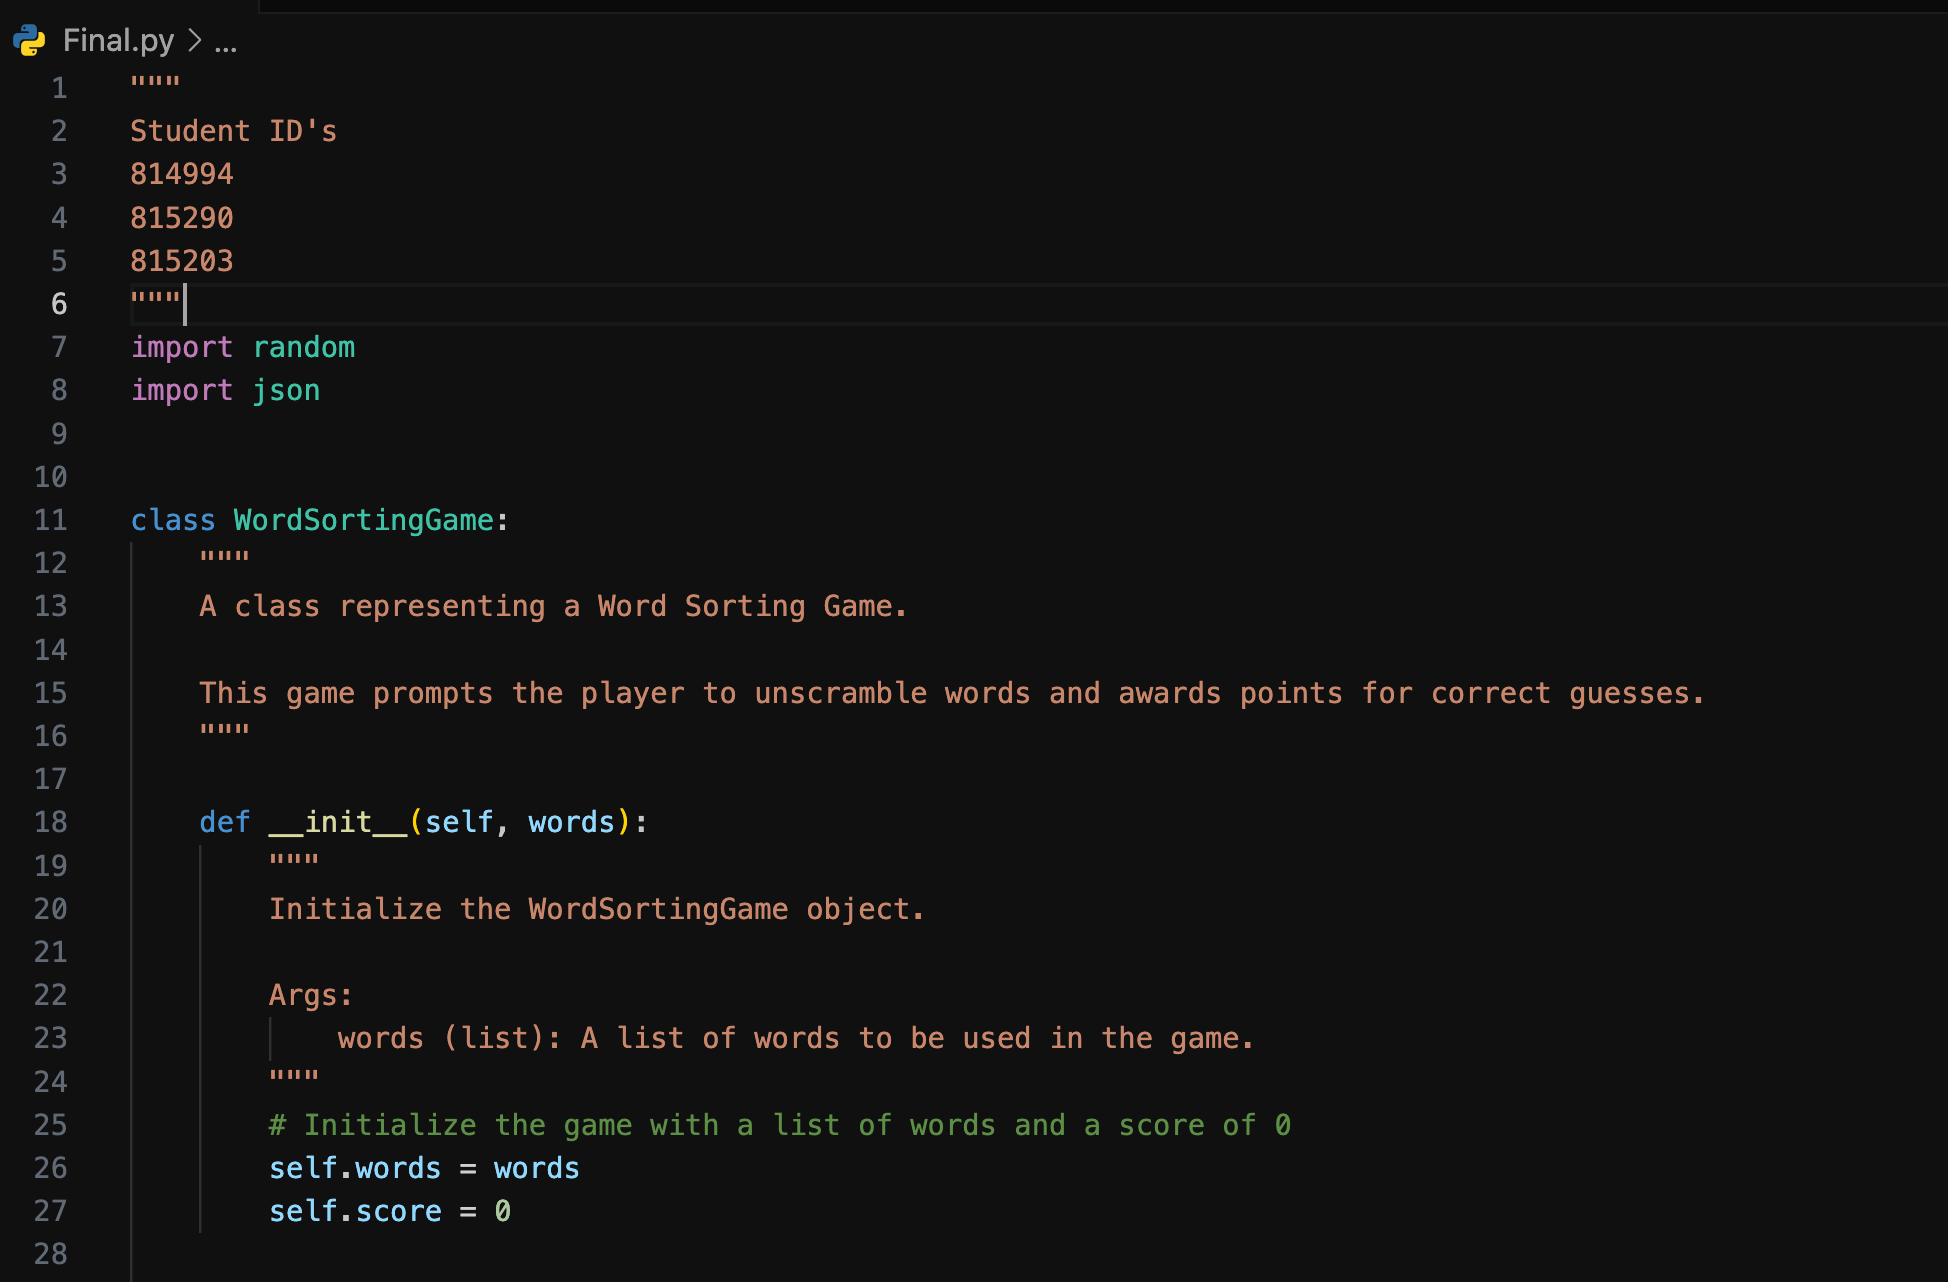 Final.py > ...
1 """
2 Student ID's
3 814994
4 815290
5 815203
6 """
7 import random
8 import json
9
10
11 class WordSortingGame:
12     """
13     A class representing a Word Sorting Game.
14
15     This game prompts the player to unscramble words and awards points for correct guesses.
16     """
17
18     def __init__(self, words):
19         """
20         Initialize the WordSortingGame object.
21
22         Args:
23             words (list): A list of words to be used in the game.
24         """
25         # Initialize the game with a list of words and a score of 0
26         self.words = words
27         self.score = 0
28